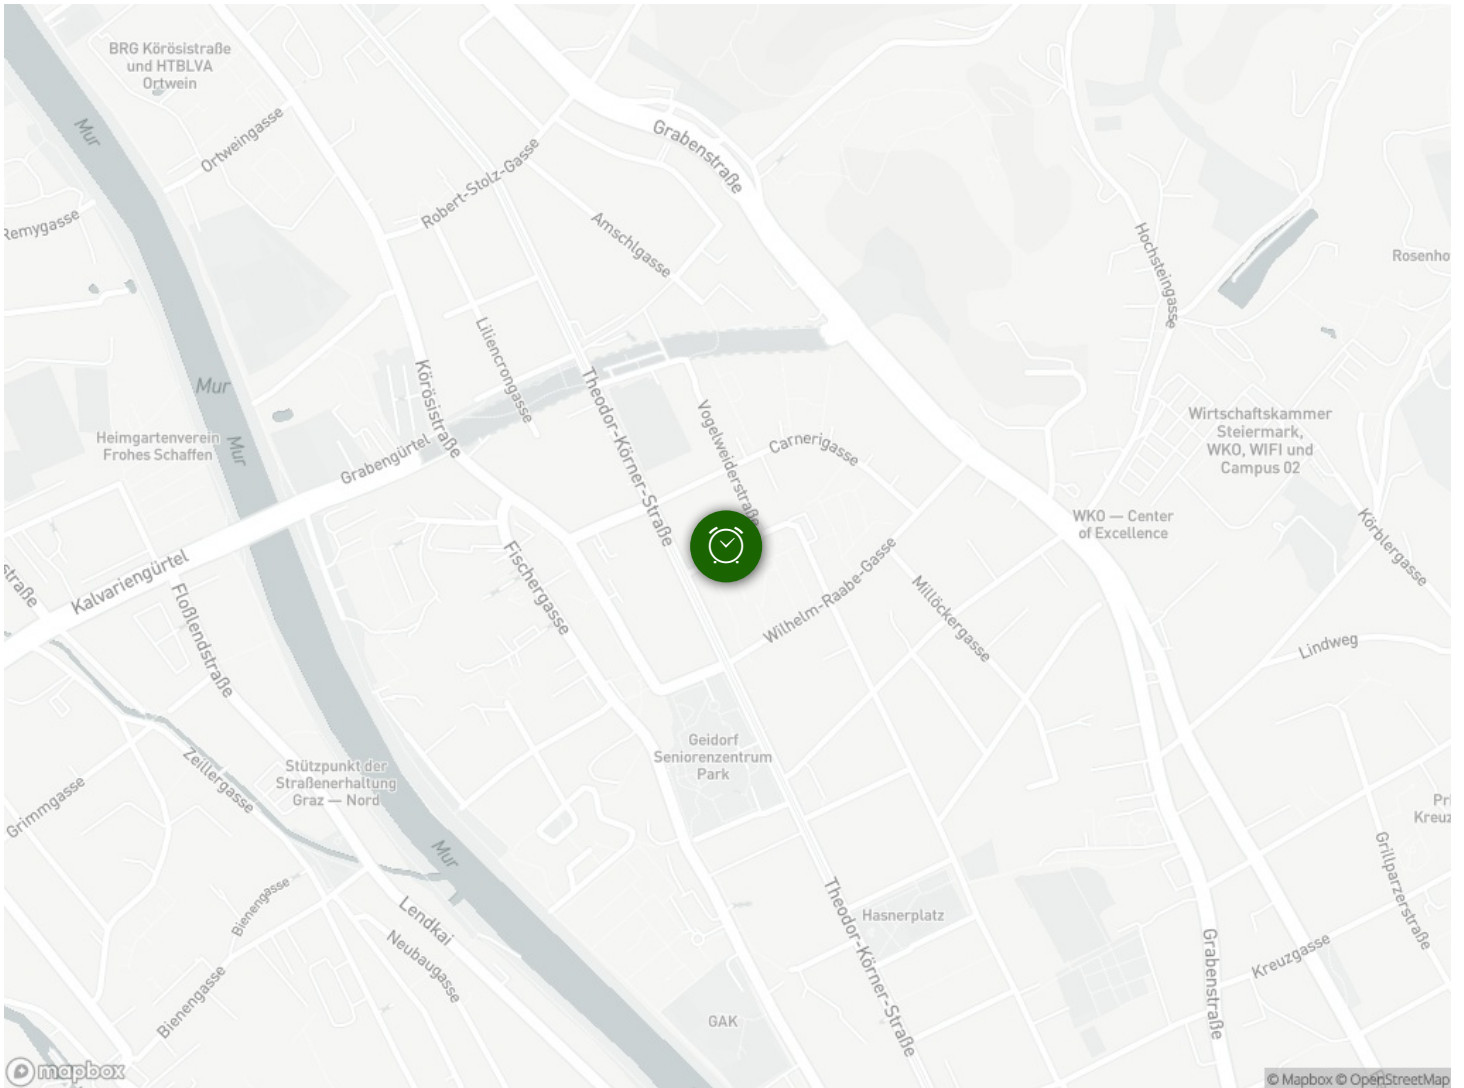 BRG Körösistraße
und HTBLVA
Ortwein
Mur
Ortweingasse
Grabenstraße
Robert-Stolz-Gasse
Remygasse
Amschlgasse
Hochsteingasse
Liliencrongasse
Mur
Körösistraße
Theodor-Körner-Straße
Vogelweiderstraße
Heimgartenverein
Frohes Schaffen
Mur
Grabengürtel
Carnerigasse
Wirtschaftskammer
Steiermark,
WKO, WIFI und
Campus 02
WKO — Center
of Excellence
Körblergasse
Kalvariengürtel
Floßlendstraße
Fischergasse
Wilhelm-Raabe-Gasse
Millöckergasse
Lindweg
Geidorf
Seniorenzentrum
Park
Zeillergasse
Stützpunkt der
Straßenerhaltung
Graz — Nord
Grimmgasse
Mur
Grillparzerstraße
Bienengasse
Lendkai
Theodor-Körner-Straße
Hasnerplatz
Neubaugasse
Grabenstraße
Kreuzgasse
Bienengasse
GAK
mapbox
© Mapbox © OpenStreetMap